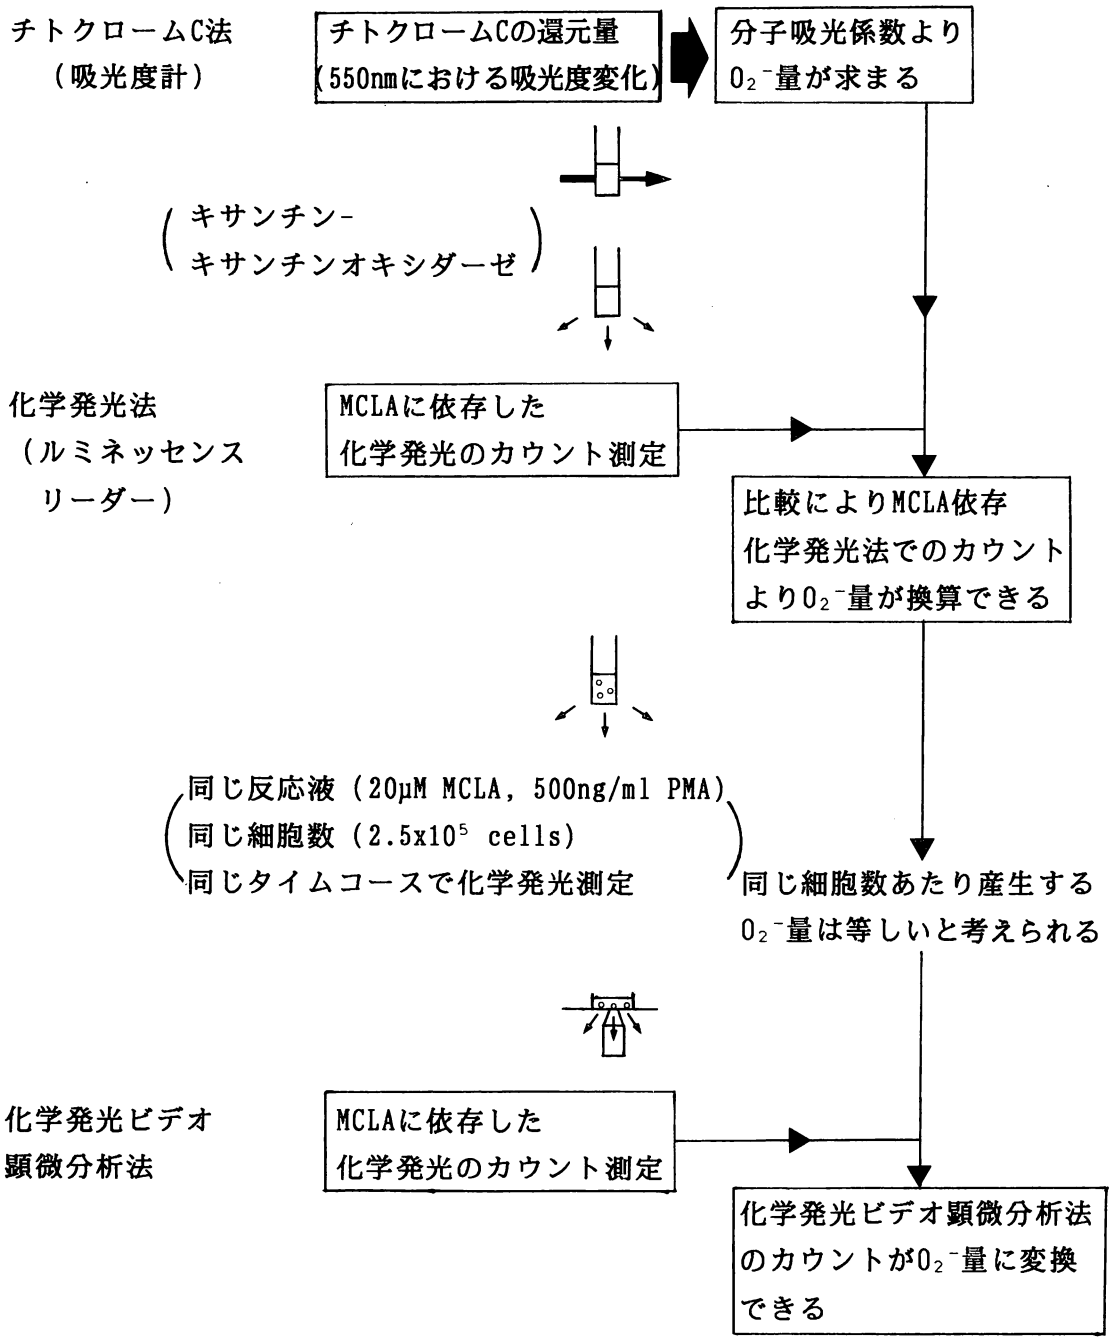 チトクロームC法
(吸光度計)
チトクロームCの還元量
(550nmにおける吸光度変化)
分子吸光係数より
O₂⁻量が求まる
キサンチン-
キサンチンオキシダーゼ
化学発光法
(ルミネッセンス
リーダー)
MCLAに依存した
化学発光のカウント測定
比較によりMCLA依存
化学発光法でのカウント
よりO₂⁻量が換算できる
同じ反応液 (20μM MCLA, 500ng/ml PMA)
同じ細胞数 (2.5x10⁵ cells)
同じタイムコースで化学発光測定
同じ細胞数あたり産生する
O₂⁻量は等しいと考えられる
化学発光ビデオ
顕微分析法
MCLAに依存した
化学発光のカウント測定
化学発光ビデオ顕微分析法
のカウントがO₂⁻量に変換
できる